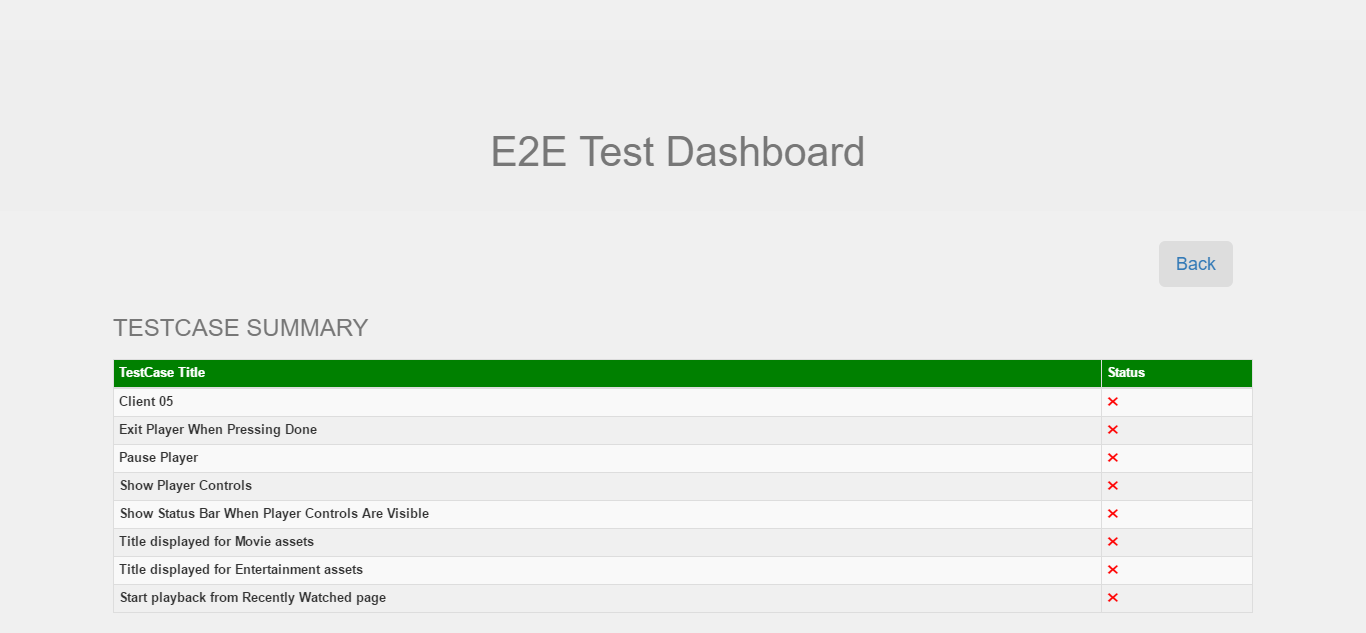 E2E Test Dashboard
Back
TESTCASE SUMMARY
TestCase Title Status
Client 05
Exit Player When Pressing Done
Pause Player
Show Player Controls
Show Status Bar When Player Controls Are Visible
Title displayed for Movie assets
Title displayed for Entertainment assets
Start playback from Recently Watched page